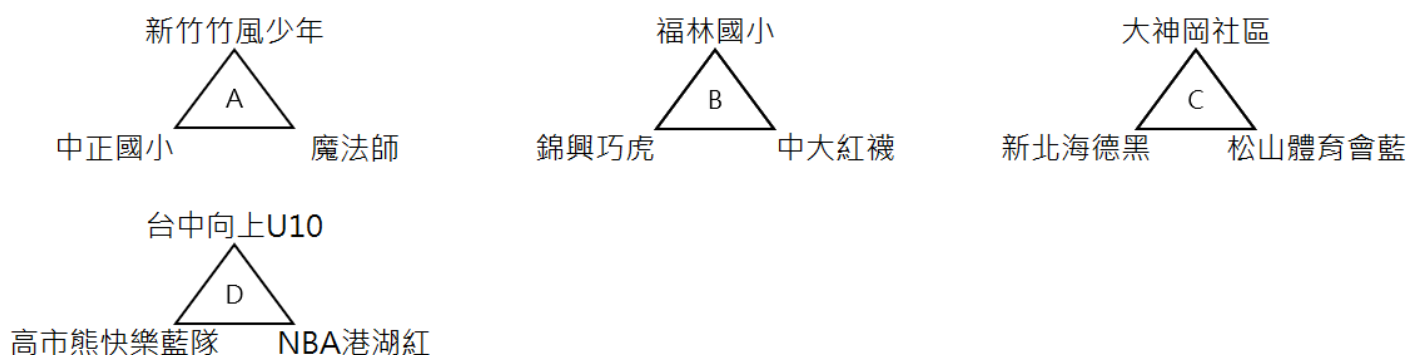 新竹竹風少年
A
中正國小
魔法師
福林國小
B
錦興巧虎
中大紅襪
大神岡社區
C
新北海德黑
松山體育會藍
台中向上U10
D
高市熊快樂藍隊
NBA港湖紅